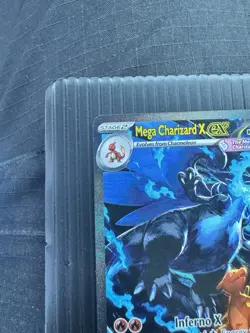 STAGE 2
Mega Charizard X ex
Evolves from Charmeleon
Inferno X